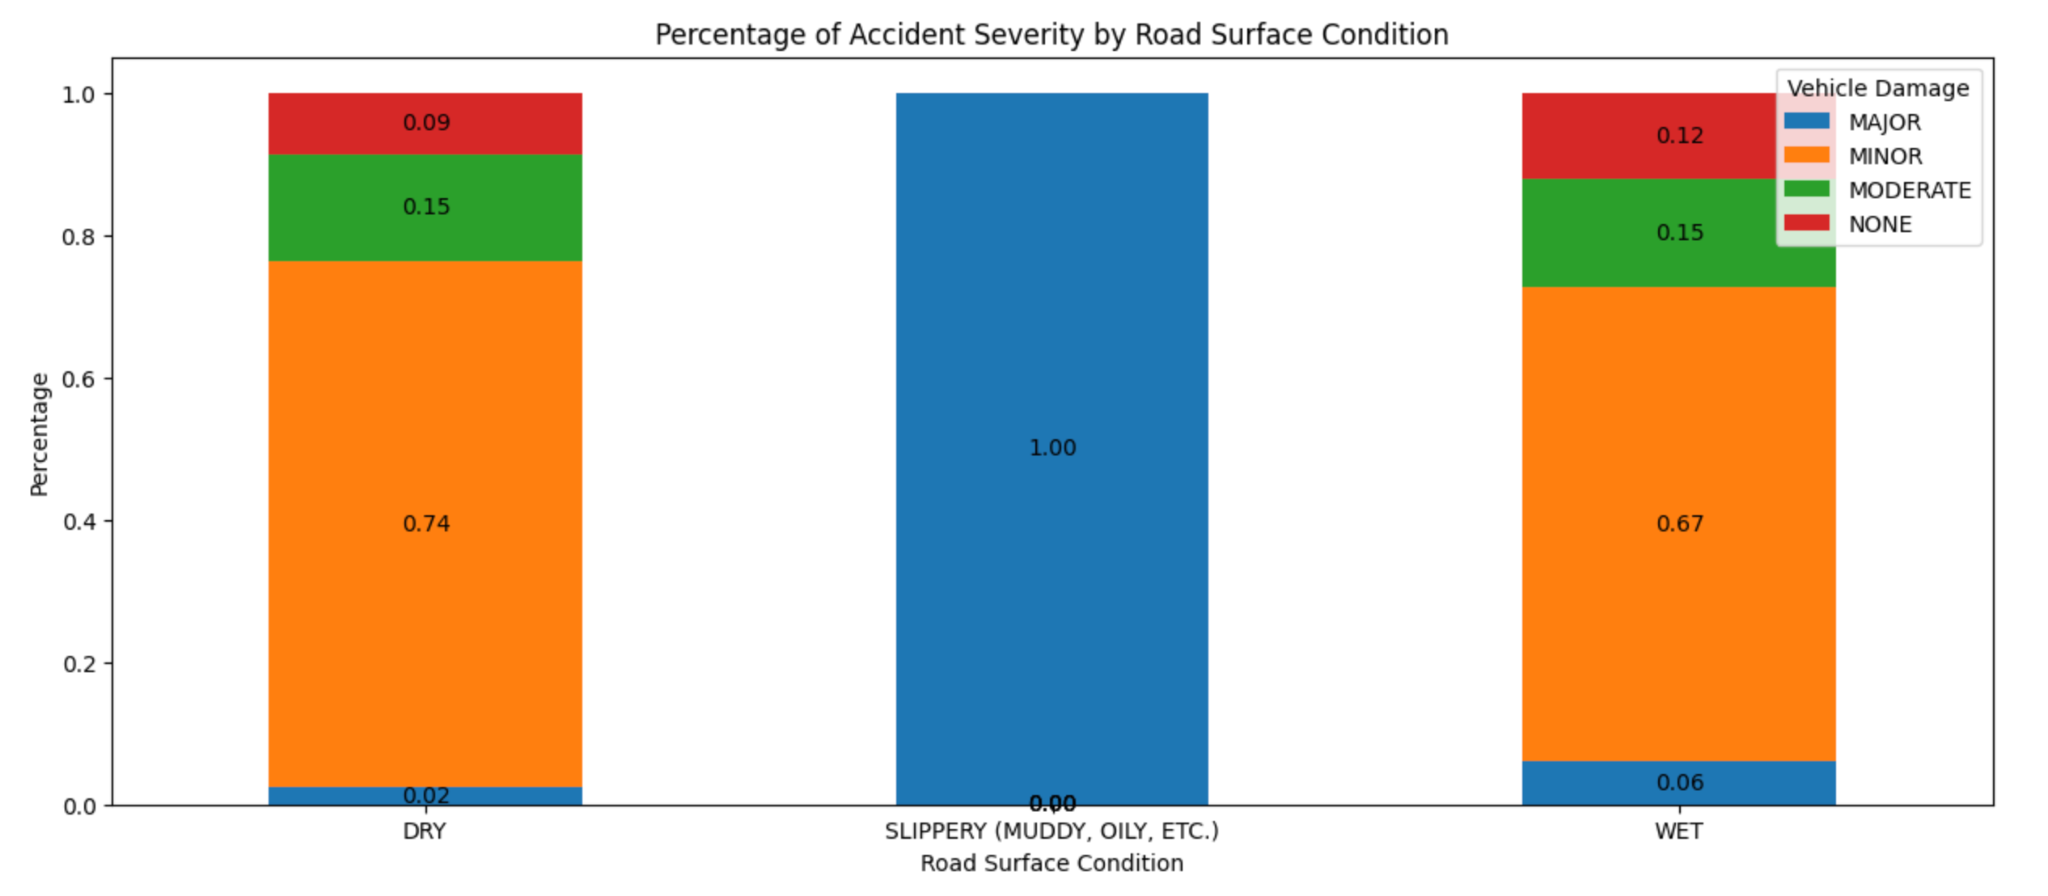 Percentage of Accident Severity by Road Surface Condition
Vehicle Damage
MAJOR
MINOR
MODERATE
NONE
Percentage
1.0
0.8
0.6
0.4
0.2
0.0
0.09
0.15
0.74
0.02
1.00
0.00
0.12
0.15
0.67
0.06
DRY
SLIPPERY (MUDDY, OILY, ETC.)
WET
Road Surface Condition